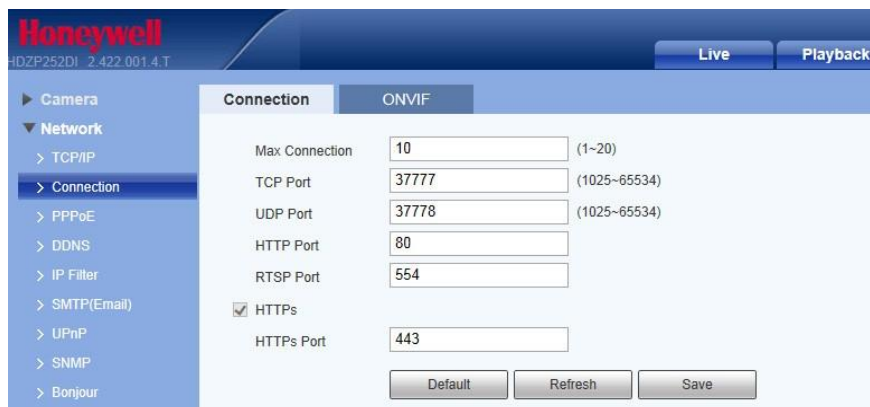 Honeywell
HDZP252DI 2.422.001.4.T
Live
Playback
Camera
Network
TCP/IP
Connection
PPPoE
DDNS
IP Filter
SMTP(Email)
UPnP
SNMP
Bonjour
Connection
ONVIF
Max Connection 10 (1~20)
TCP Port 37777 (1025~65534)
UDP Port 37778 (1025~65534)
HTTP Port 80
RTSP Port 554
HTTPs
HTTPs Port 443
Default Refresh Save